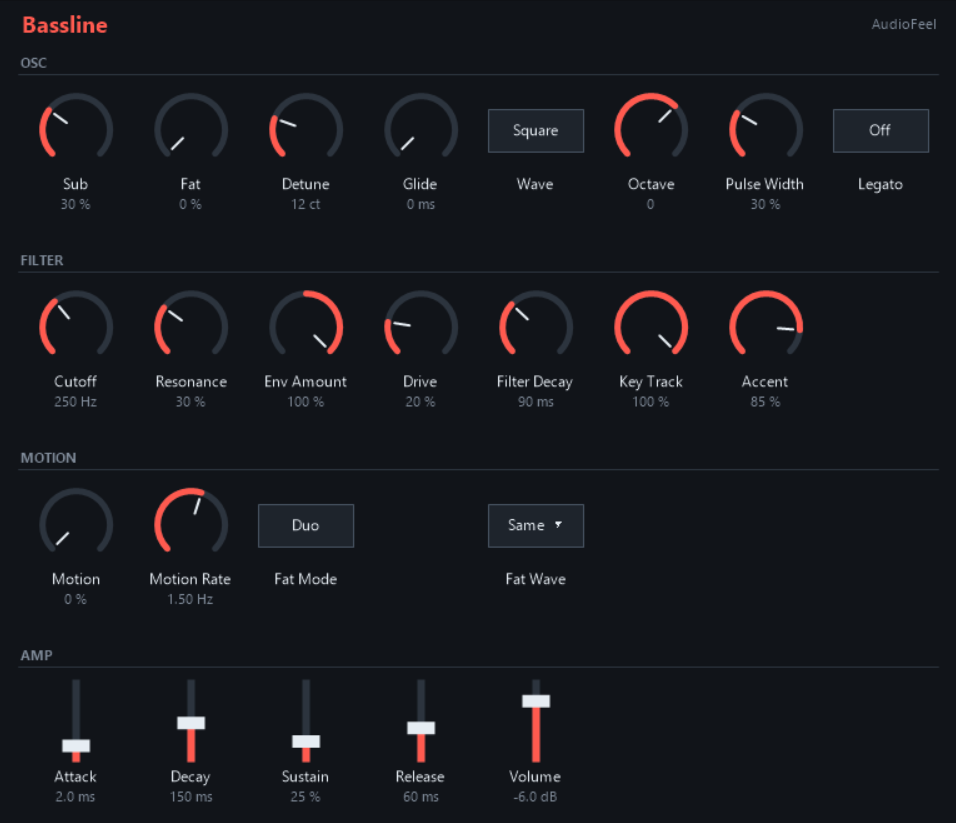 Bassline
AudioFeel
OSC
Square
Off
Sub Fat Detune Glide Wave Octave Pulse Width Legato
30 % 0 % 12 ct 0 ms 0 30 %
FILTER
Cutoff Resonance Env Amount Drive Filter Decay Key Track Accent
250 Hz 30 % 100 % 20 % 90 ms 100 % 85 %
MOTION
Duo
Same
Motion Motion Rate Fat Mode Fat Wave
0 % 1.50 Hz
AMP
Attack Decay Sustain Release Volume
2.0 ms 150 ms 25 % 60 ms -6.0 dB